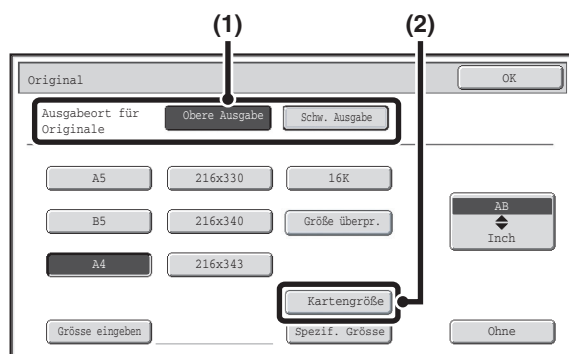 (1) (2)
Original OK
Ausgabeort für Originale Obere Ausgabe Schw. Ausgabe
A5 216x330 16K
AB
B5 216x340 Größe überpr.
Inch
A4 216x343
Kartengröße
Grösse eingeben Spezif. Grösse Ohne